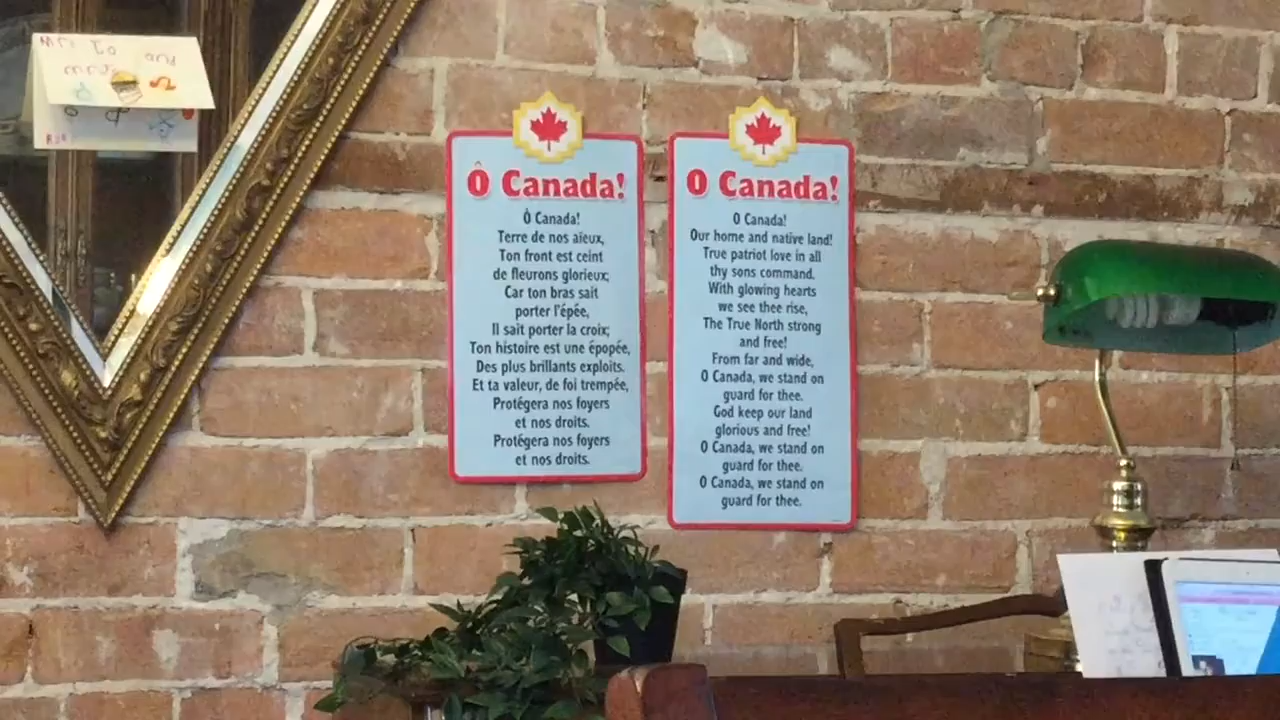 Mr. To and
Ô Canada!
Ô Canada!
Terre de nos aïeux,
Ton front est ceint
de fleurons glorieux;
Car ton bras sait
porter l'épée,
Il sait porter la croix;
Ton histoire est une épopée,
Des plus brillants exploits.
Et ta valeur, de foi trempée,
Protégera nos foyers
et nos droits.
Protégera nos foyers
et nos droits.
O Canada!
O Canada!
Our home and native land!
True patriot love in all
thy sons command.
With glowing hearts
we see thee rise,
The True North strong
and free!
From far and wide,
O Canada, we stand on
guard for thee.
God keep our land
glorious and free!
O Canada, we stand on
guard for thee.
O Canada, we stand on
guard for thee.